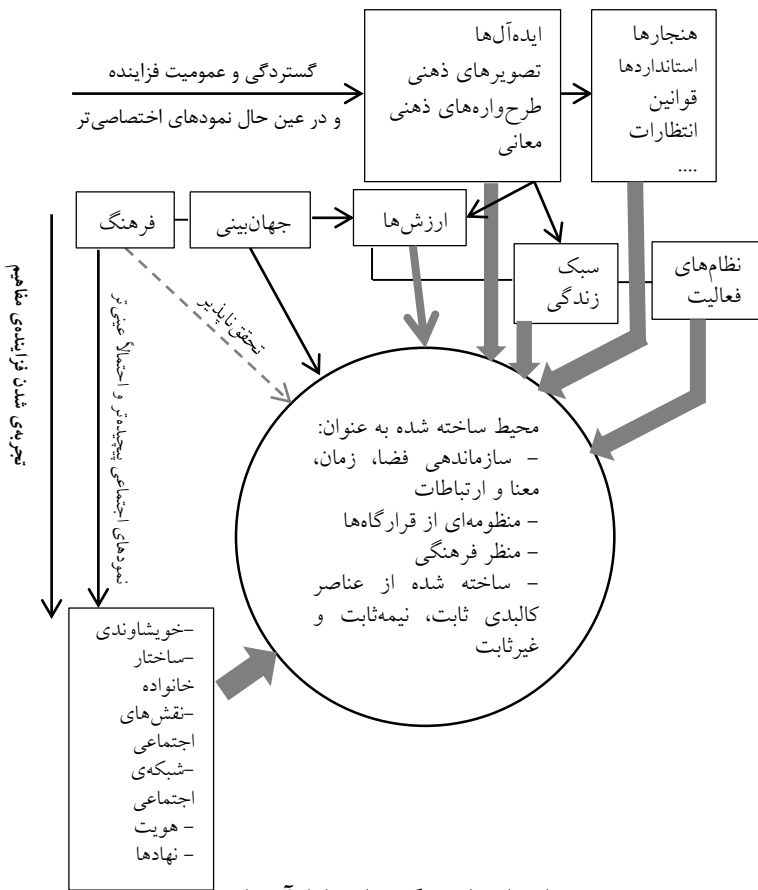 ایده‌آل‌ها
تصویرهای ذهنی
طرح‌واره‌های ذهنی
معانی
هنجارها
استانداردها
قوانین
انتظارات
....
گستردگی و عمومیت فزاینده
و در عین حال نمودهای اختصاصی‌تر
فرهنگ
جهان‌بینی
ارزش‌ها
سبک
زندگی
نظام‌های
فعالیت
تحقق‌ناپذیر
تجربه‌ی شدن فزاینده‌ی مفاهیم
نمودهای اجتماعی پیچیده‌تر و احتمالاً عینی تر
محیط ساخته شده به عنوان:
– سازماندهی فضا، زمان،
معنا و ارتباطات
– منظومه‌ای از قرارگاه‌ها
– منظر فرهنگی
– ساخته شده از عناصر
کالبدی ثابت، نیمه‌ثابت و
غیرثابت
–خویشاوندی
–ساختار
خانواده
–نقش‌های
اجتماعی
–شبکه‌ی
اجتماعی
– هویت
– نهادها